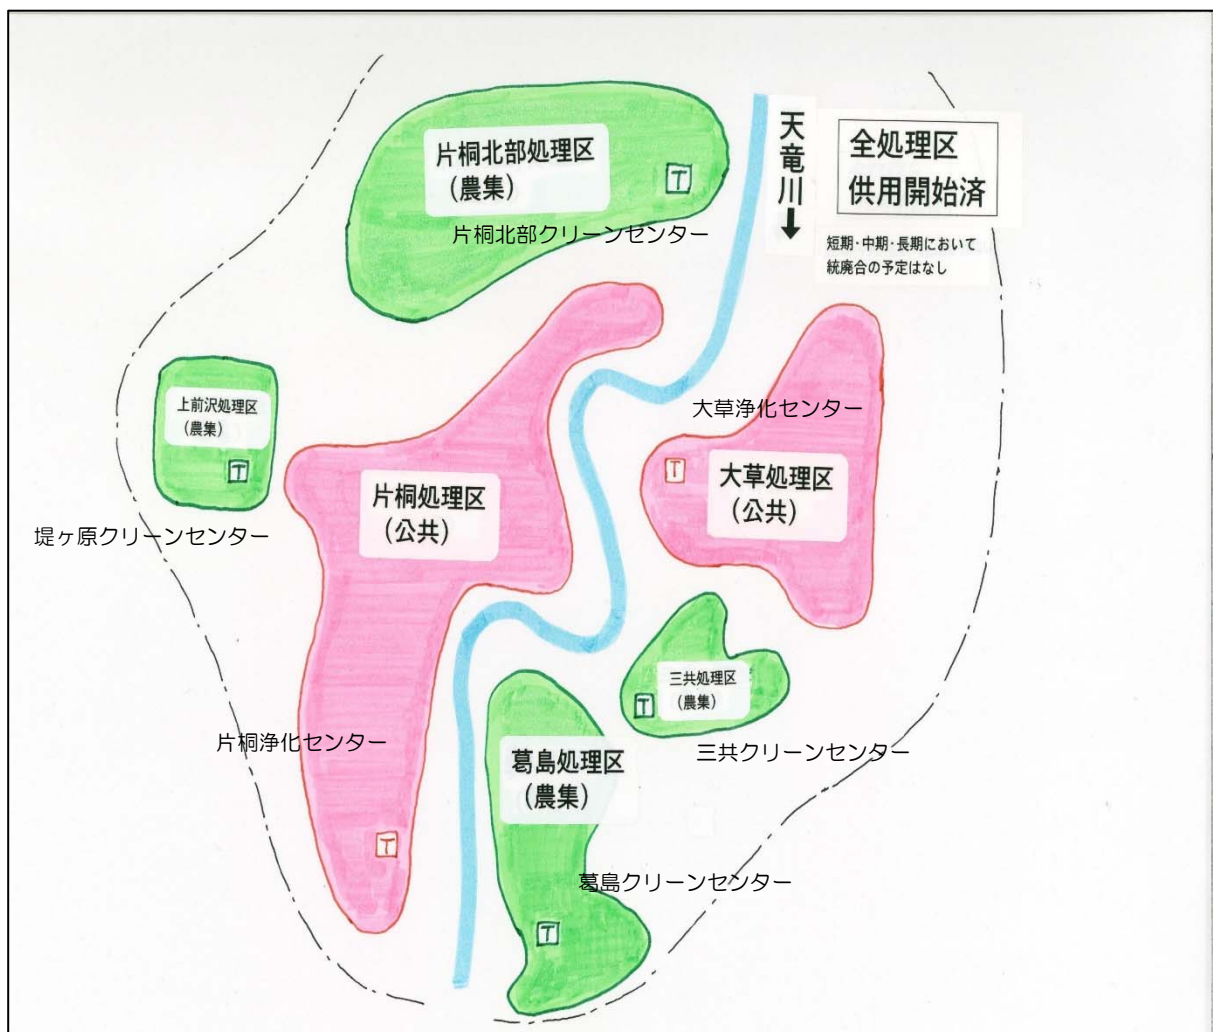 片桐北部処理区
(農集)
T
片桐北部クリーンセンター
天竜川
全処理区
供用開始済
短期・中期・長期において
統廃合の予定はなし
上前沢処理区
(農集)
T
堤ヶ原クリーンセンター
片桐処理区
(公共)
大草浄化センター
T
大草処理区
(公共)
三共処理区
(農集)
T
三共クリーンセンター
片桐浄化センター
T
葛島処理区
(農集)
葛島クリーンセンター
T